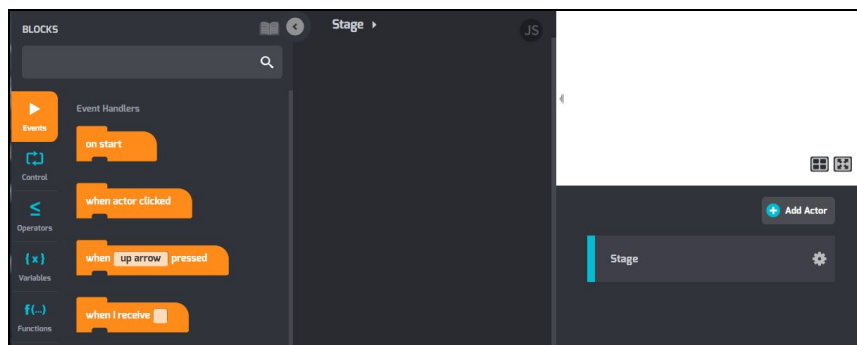 BLOCKS
Stage
JS
Events
Control
Operators
{x}
Variables
f(...)
Functions
Event Handlers
on start
when actor clicked
when up arrow pressed
when I receive
Add Actor
Stage